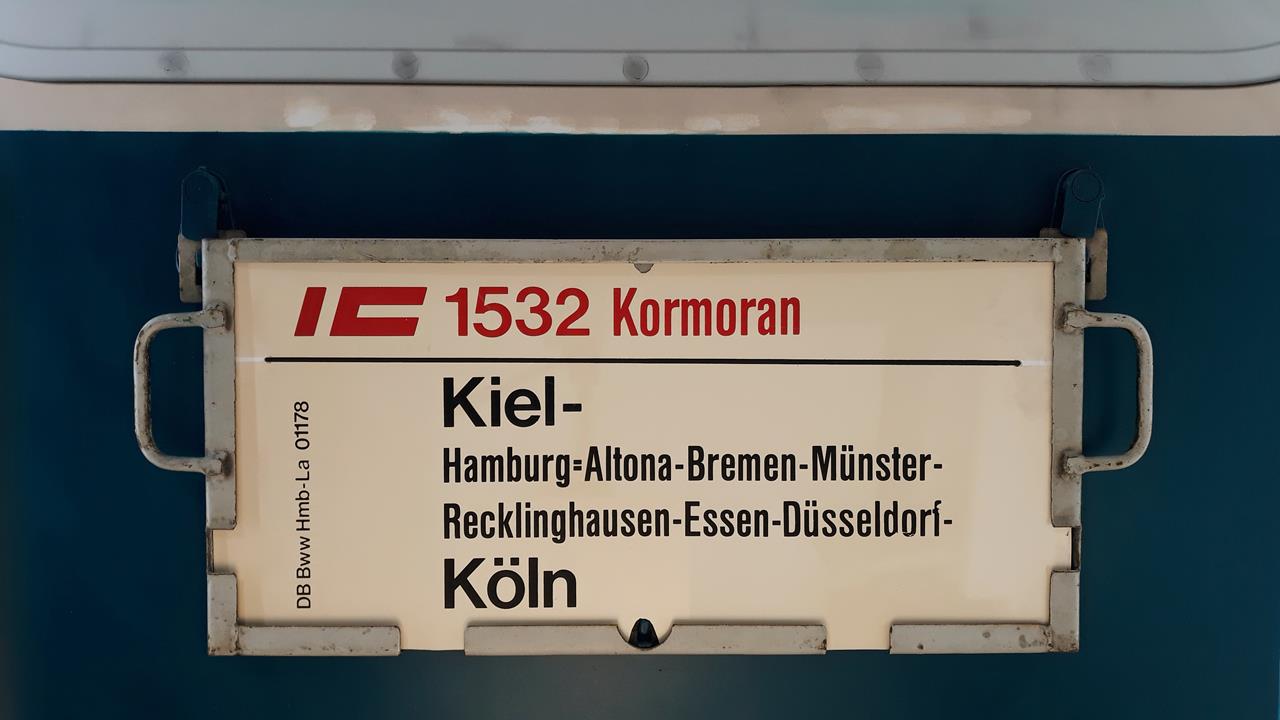 IC 1532 Kormoran
Kiel-
Hamburg=Altona-Bremen-Münster-
Recklinghausen-Essen-Düsseldorf-
Köln
DB Bww Hmb-La 01178